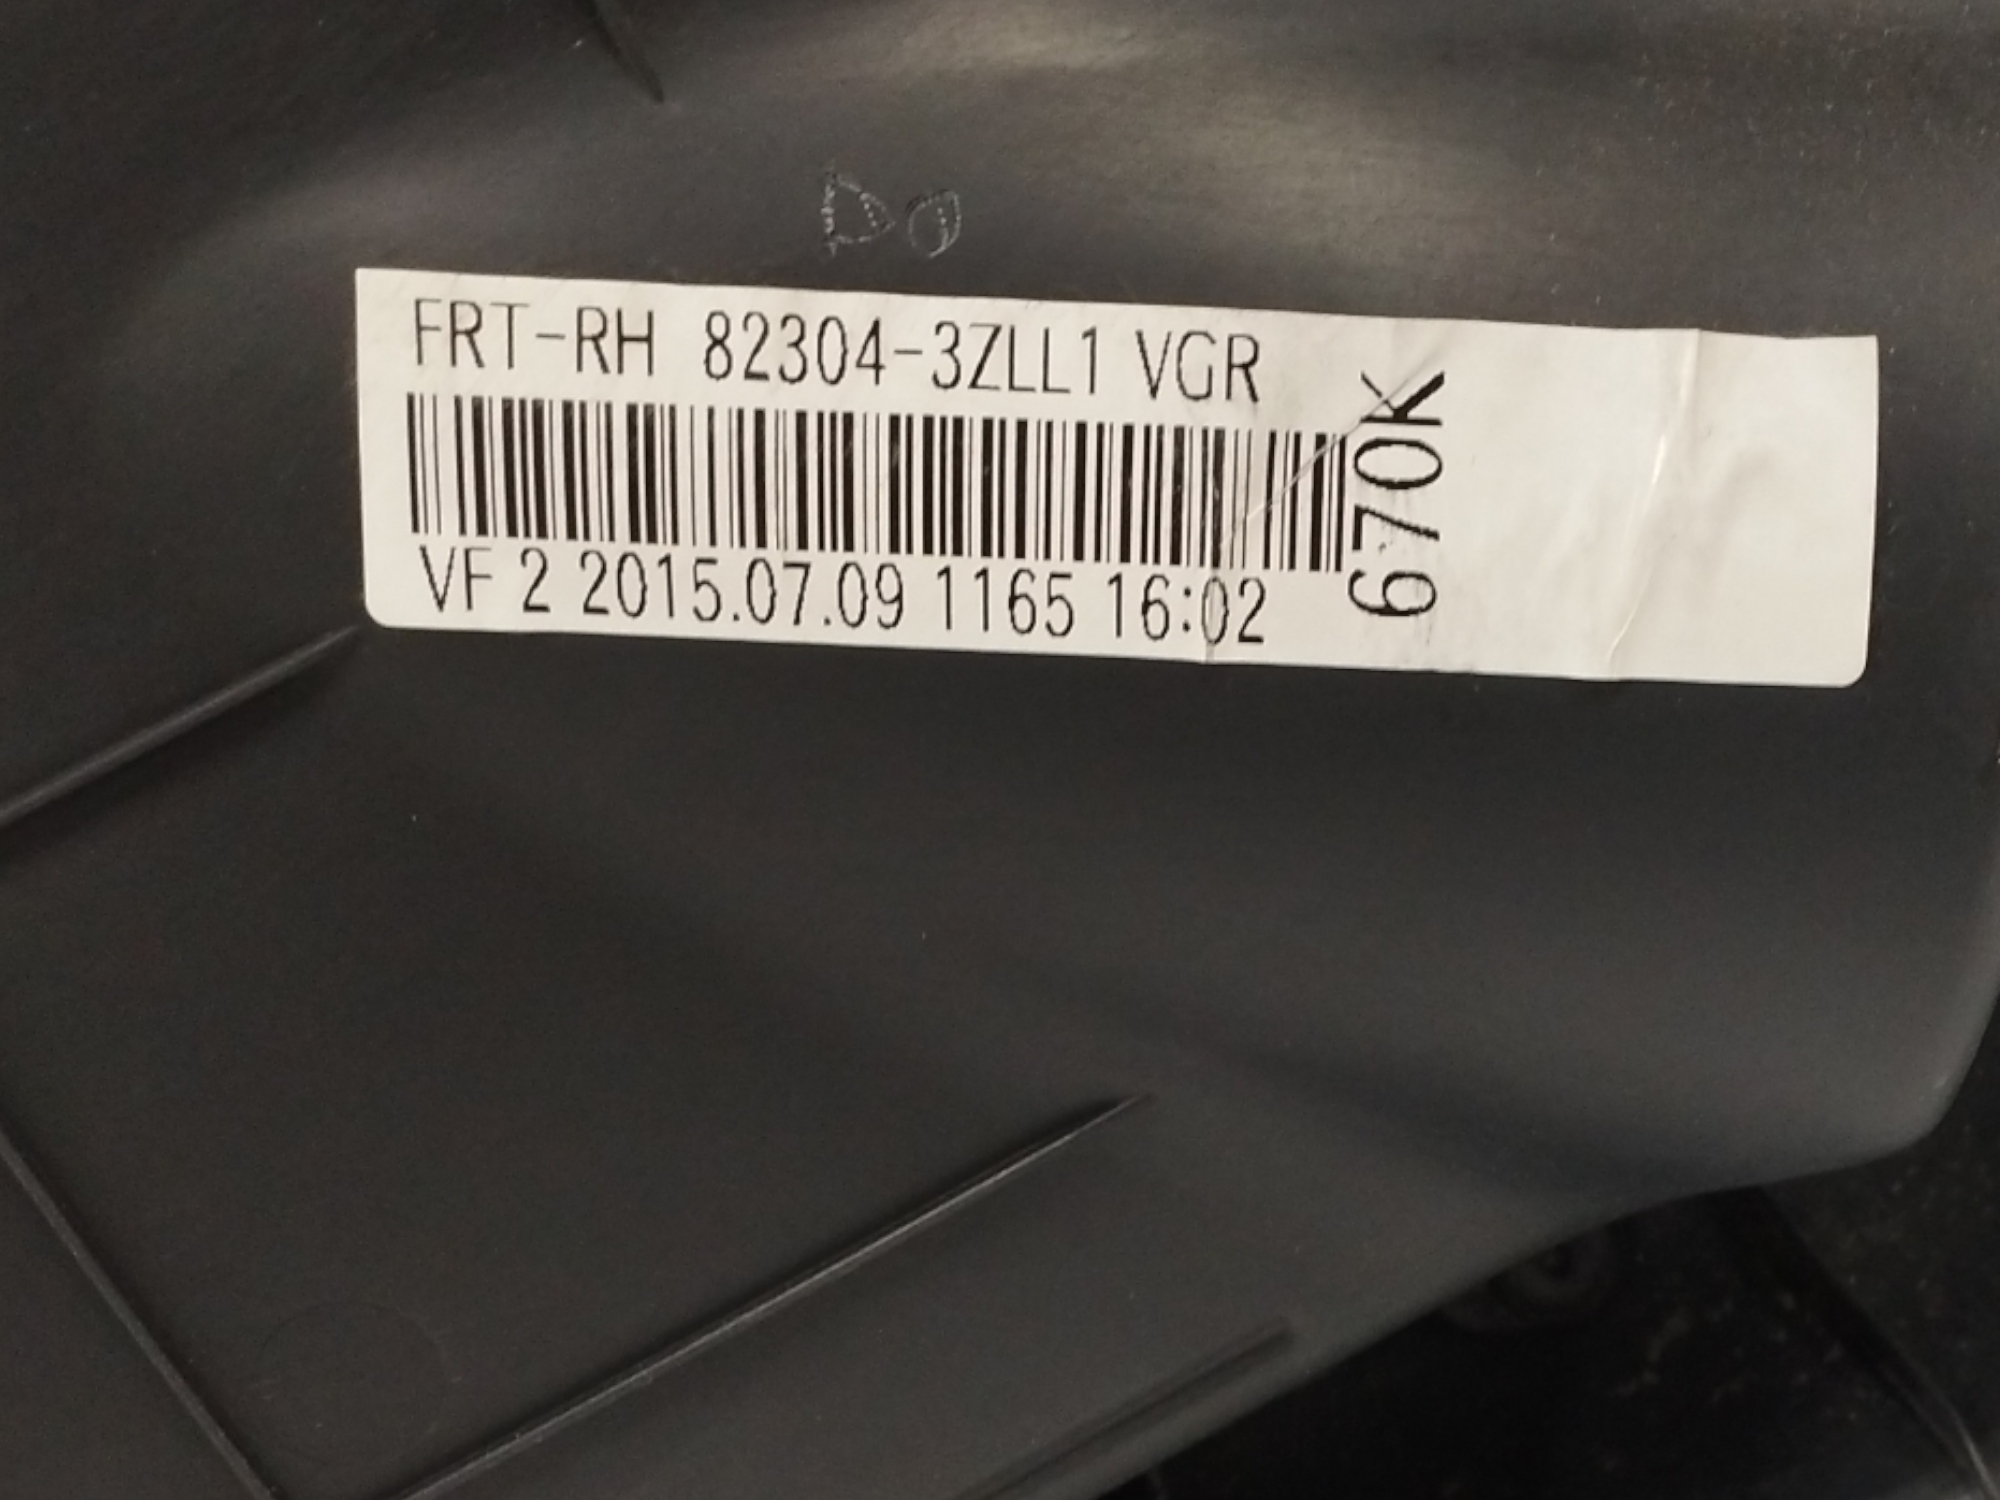 FRT-RH 82304-3ZLL1 VGR
670K
VF 2 2015.07.09 1165 16:02